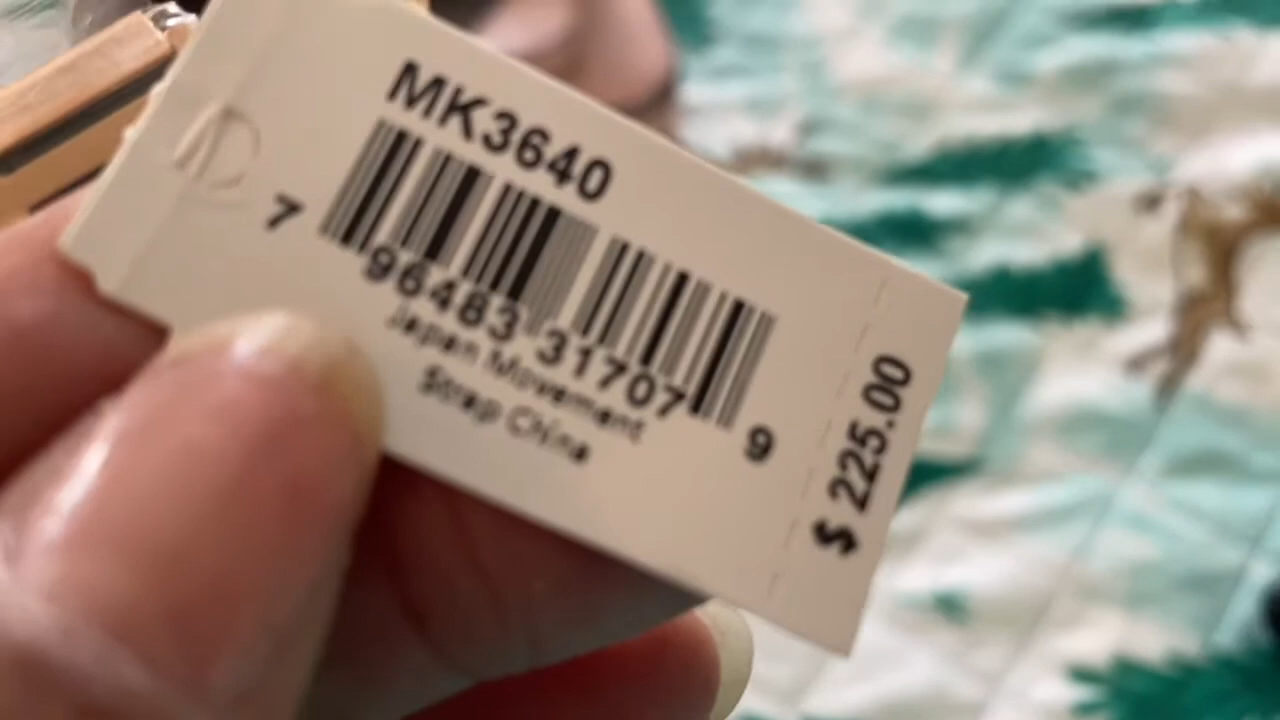 MK3640
7 96483 31707 9
Japan Movement
Strap China
$ 225.00